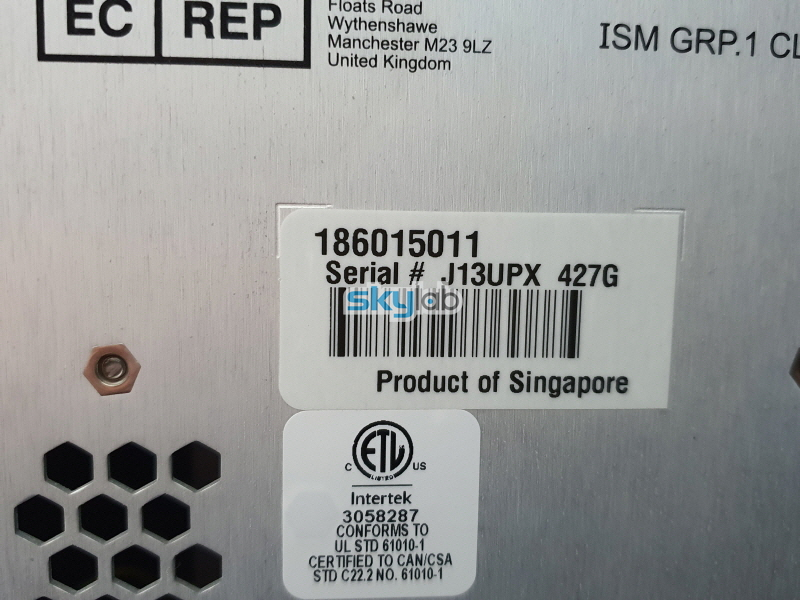 EC REP
Floats Road
Wythenshawe
Manchester M23 9LZ
United Kingdom
ISM GRP.1 CL
186015011
Serial # J13UPX 427G
skylab
Product of Singapore
ETL
LISTED
C US
Intertek
3058287
CONFORMS TO
UL STD 61010-1
CERTIFIED TO CAN/CSA
STD C22.2 NO. 61010-1